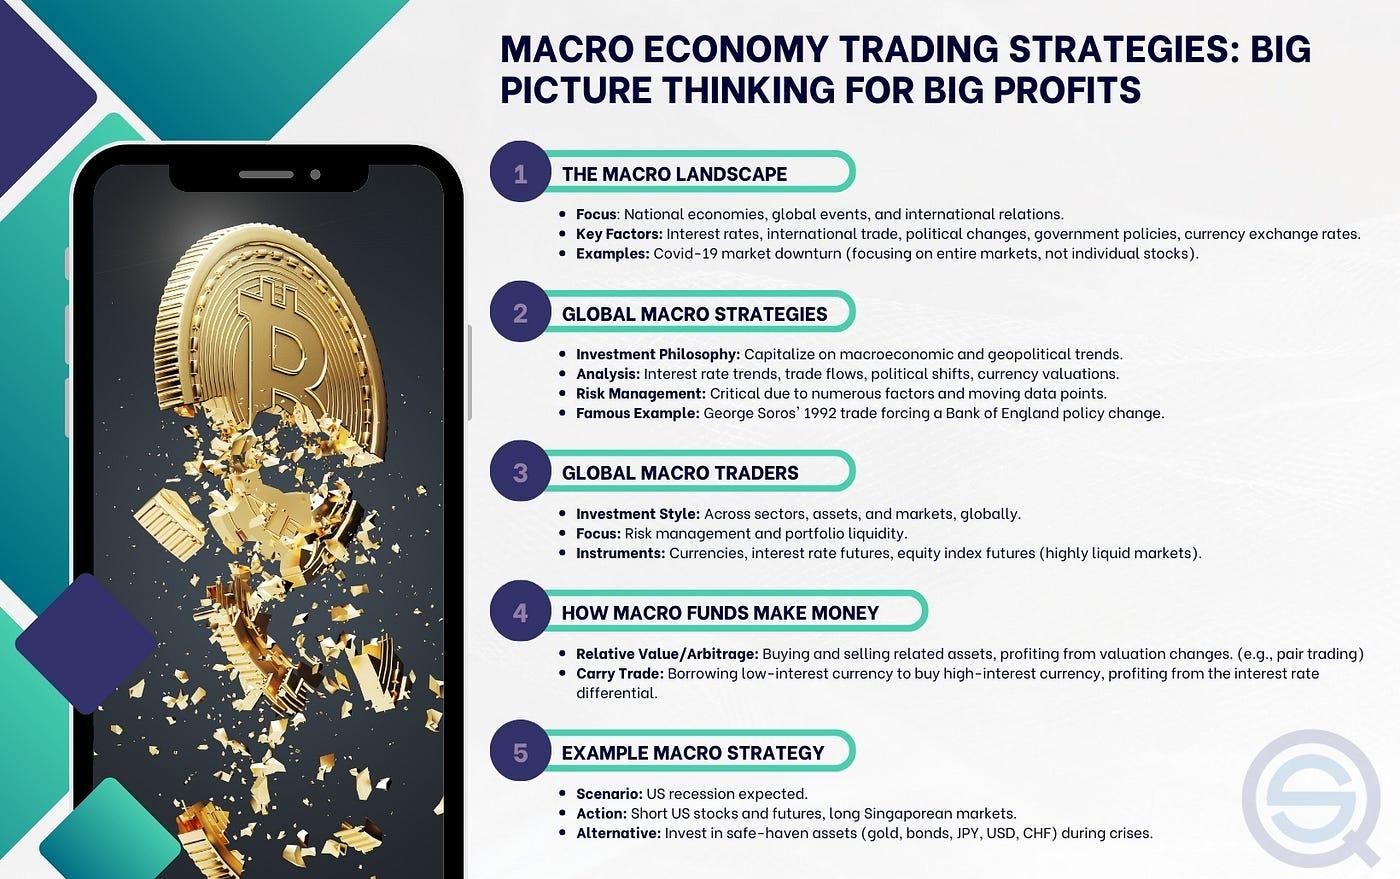 MACRO ECONOMY TRADING STRATEGIES: BIG
PICTURE THINKING FOR BIG PROFITS
1
THE MACRO LANDSCAPE
• Focus: National economies, global events, and international relations.
• Key Factors: Interest rates, international trade, political changes, government policies, currency exchange rates.
• Examples: Covid-19 market downturn (focusing on entire markets, not individual stocks).
2
GLOBAL MACRO STRATEGIES
• Investment Philosophy: Capitalize on macroeconomic and geopolitical trends.
• Analysis: Interest rate trends, trade flows, political shifts, currency valuations.
• Risk Management: Critical due to numerous factors and moving data points.
• Famous Example: George Soros' 1992 trade forcing a Bank of England policy change.
3
GLOBAL MACRO TRADERS
• Investment Style: Across sectors, assets, and markets, globally.
• Focus: Risk management and portfolio liquidity.
• Instruments: Currencies, interest rate futures, equity index futures (highly liquid markets).
4
HOW MACRO FUNDS MAKE MONEY
• Relative Value/Arbitrage: Buying and selling related assets, profiting from valuation changes. (e.g., pair trading)
• Carry Trade: Borrowing low-interest currency to buy high-interest currency, profiting from the interest rate
differential.
5
EXAMPLE MACRO STRATEGY
• Scenario: US recession expected.
• Action: Short US stocks and futures, long Singaporean markets.
• Alternative: Invest in safe-haven assets (gold, bonds, JPY, USD, CHF) during crises.